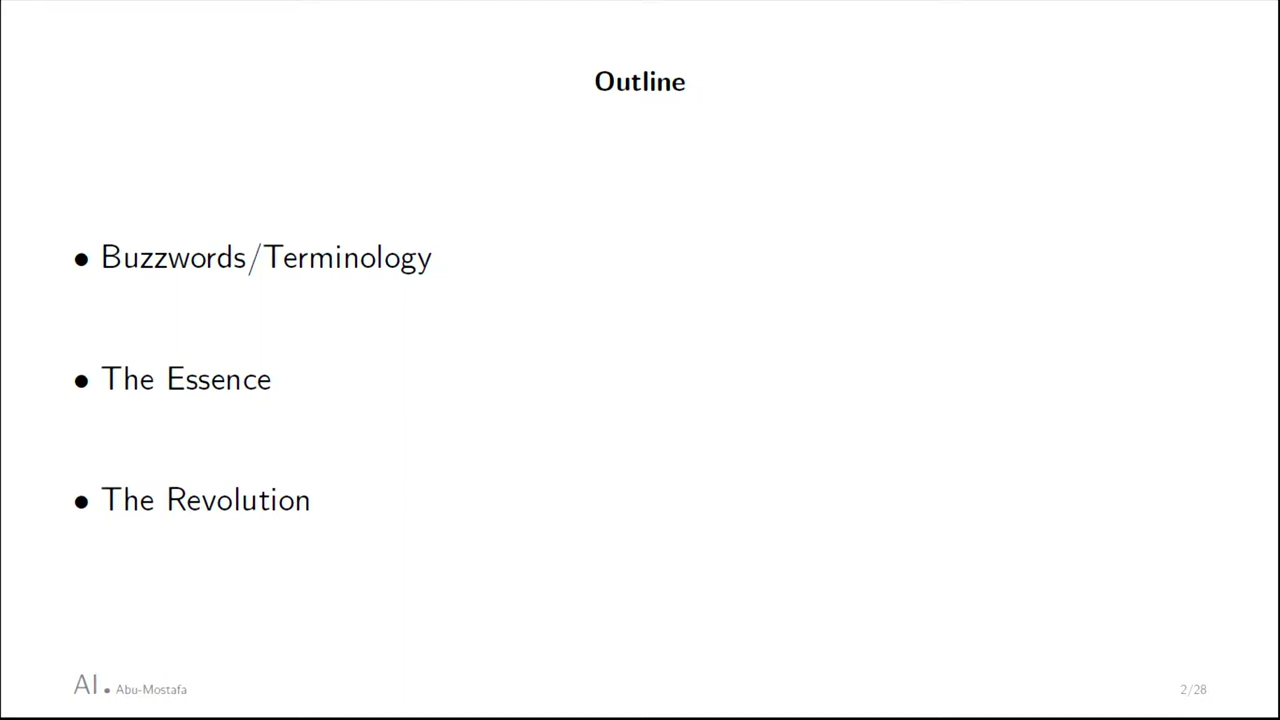 Outline
• Buzzwords/Terminology
• The Essence
• The Revolution
AI • Abu-Mostafa
2/28